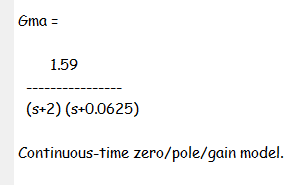 Gma =
1.59
----------------
(s+2) (s+0.0625)
Continuous-time zero/pole/gain model.